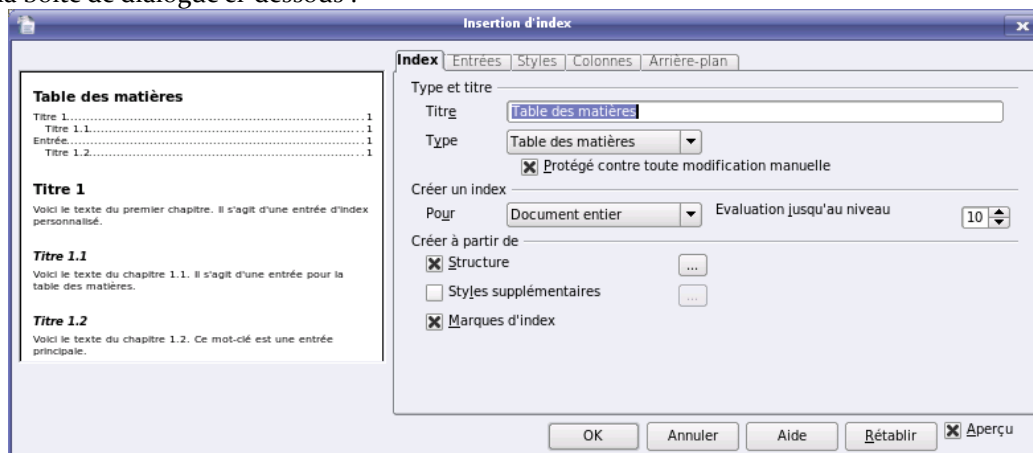 la boîte de dialogue ci-dessous :
Insertion d'index
Index Entrées Styles Colonnes Arrière-plan
Table des matières
Titre 1 1
Titre 1.1 1
Entrée 1
Titre 1.2 1
Titre 1
Voici le texte du premier chapitre. Il s'agit d'une entrée d'index
personnalisé.
Titre 1.1
Voici le texte du chapitre 1.1. Il s'agit d'une entrée pour la
table des matières.
Titre 1.2
Voici le texte du chapitre 1.2. Ce mot-clé est une entrée
principale.
Type et titre
Titre Table des matières
Type Table des matières
Protégé contre toute modification manuelle
Créer un index
Pour Document entier Evaluation jusqu'au niveau 10
Créer à partir de
Structure ...
Styles supplémentaires ...
Marques d'index
OK Annuler Aide Rétablir Aperçu